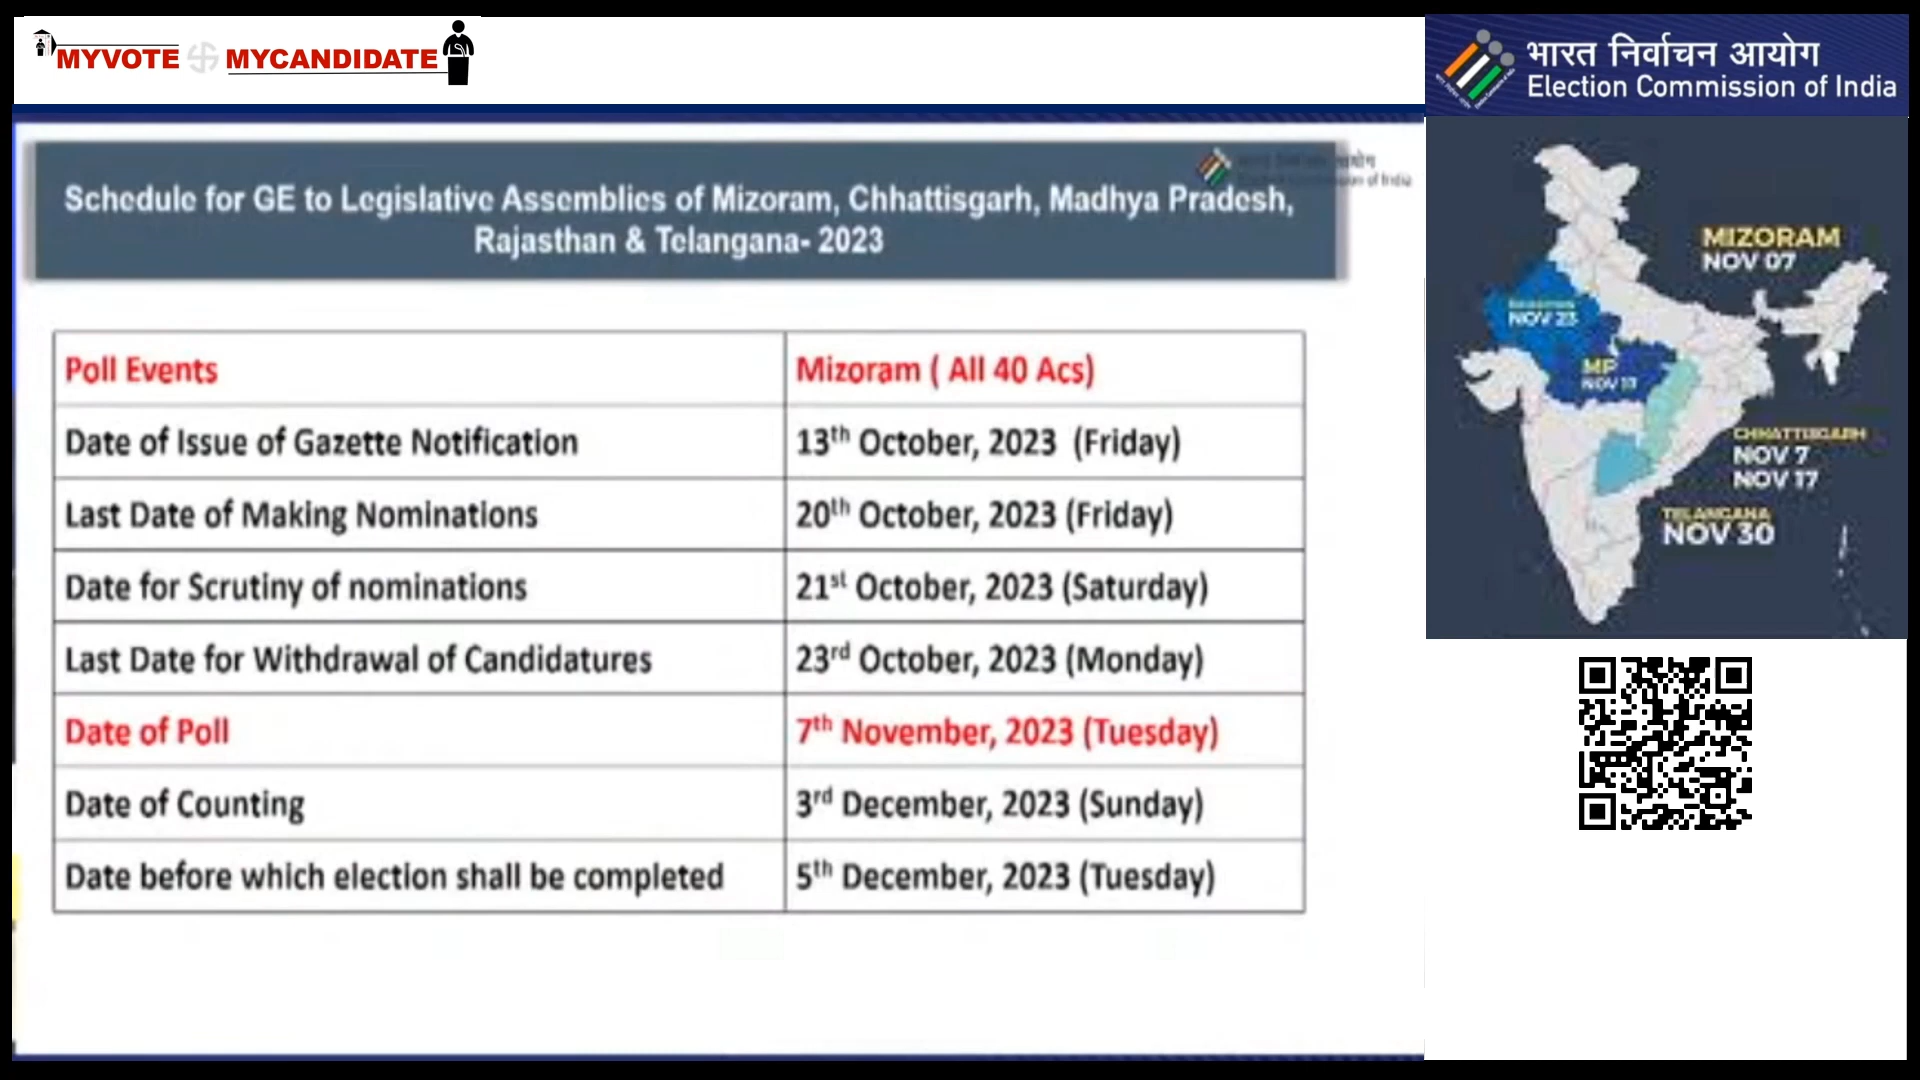 MYVOTE MYCANDIDATE
भारत निर्वाचन आयोग
Election Commission of India
Schedule for GE to Legislative Assemblies of Mizoram, Chhattisgarh, Madhya Pradesh,
Rajasthan & Telangana- 2023
Poll Events Mizoram ( All 40 Acs)
Date of Issue of Gazette Notification 13th October, 2023 (Friday)
Last Date of Making Nominations 20th October, 2023 (Friday)
Date for Scrutiny of nominations 21st October, 2023 (Saturday)
Last Date for Withdrawal of Candidatures 23rd October, 2023 (Monday)
Date of Poll 7th November, 2023 (Tuesday)
Date of Counting 3rd December, 2023 (Sunday)
Date before which election shall be completed 5th December, 2023 (Tuesday)
MIZORAM
NOV 07
NOV 23
MP
NOV
CHHATTISGARH
NOV 7
NOV 17
TELANGANA
NOV 30